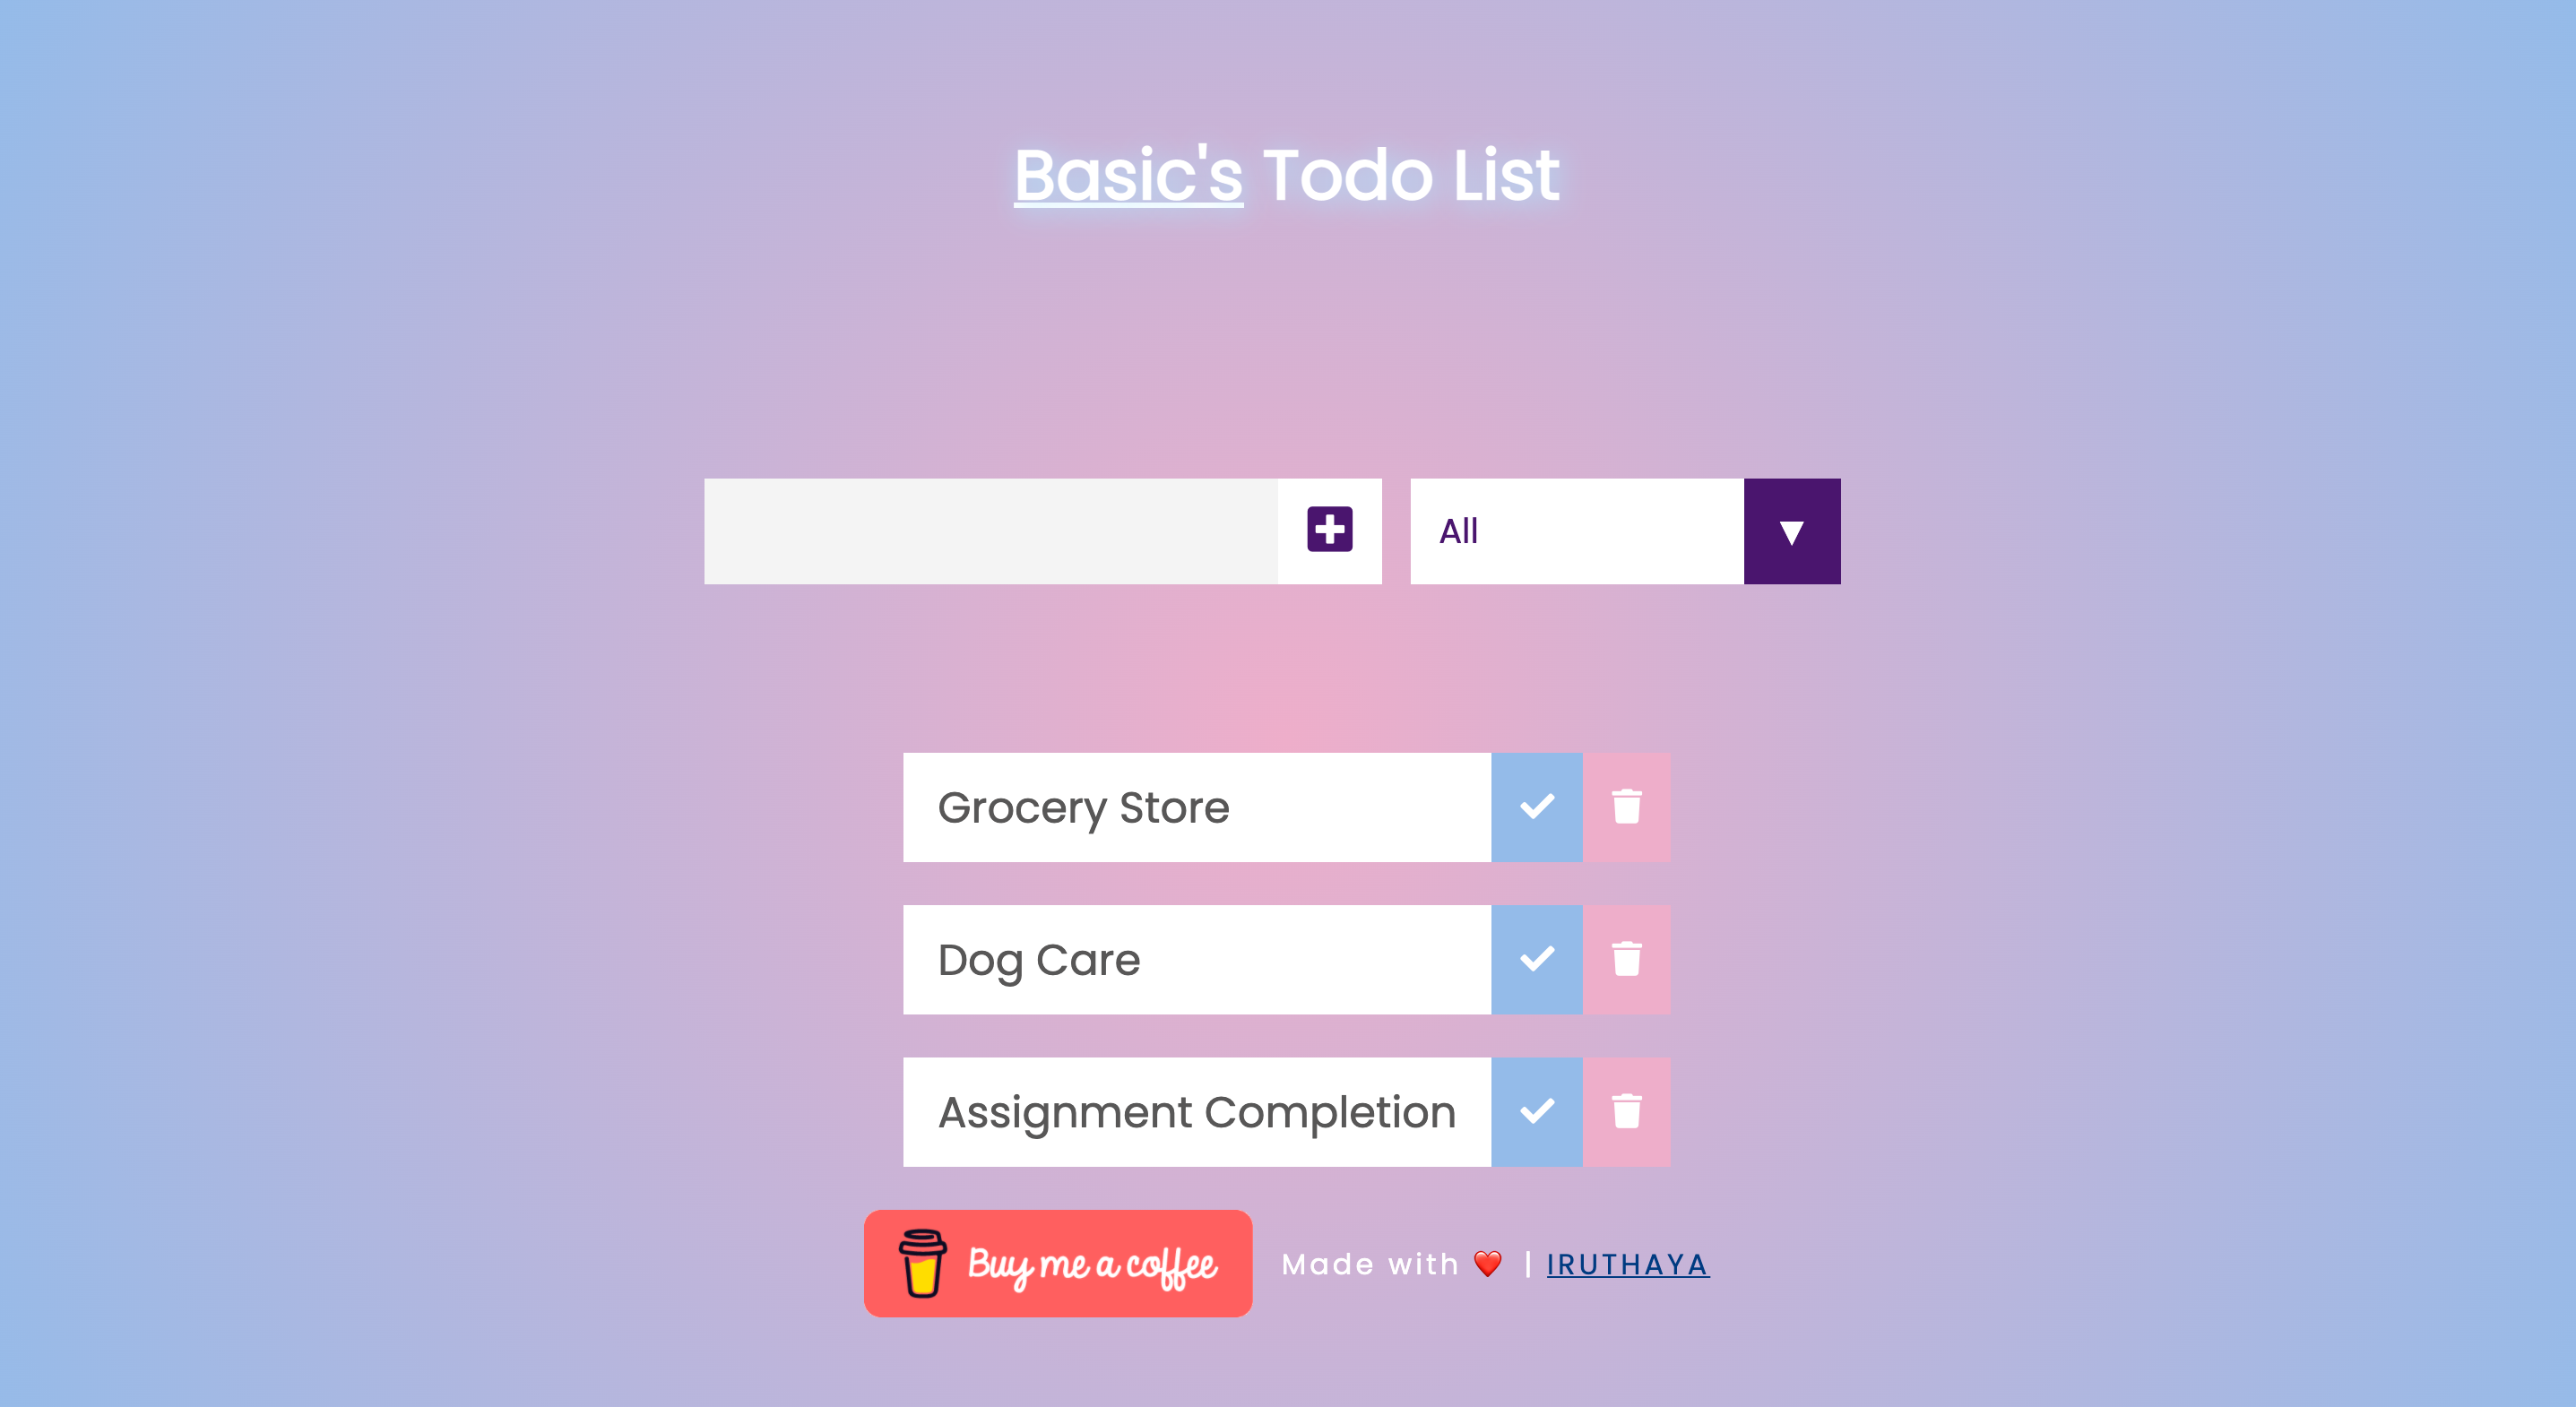 Basic's Todo List
All
Grocery Store
Dog Care
Assignment Completion
Buy me a coffee
Made with ❤️ | IRUTHAYA